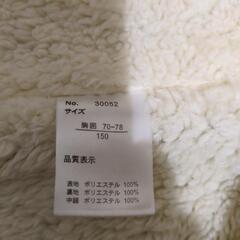 No. 30052
サイズ
胸囲 70-78
150
品質表示
表地 ポリエステル 100%
裏地 ポリエステル 100%
中綿 ポリエステル 100%